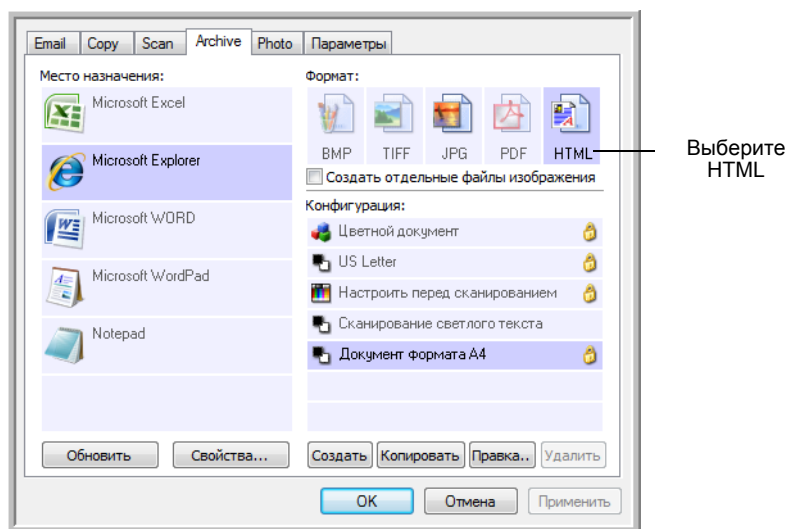 Email Copy Scan Archive Photo Параметры
Место назначения:
Microsoft Excel
Microsoft Explorer
Microsoft WORD
Microsoft WordPad
Notepad
Обновить Свойства...
Формат:
BMP TIFF JPG PDF HTML
Создать отдельные файлы изображения
Конфигурация:
Цветной документ
US Letter
Настроить перед сканированием
Сканирование светлого текста
Документ формата A4
Создать Копировать Правка.. Удалить
OK Отмена Применить
Выберите
HTML